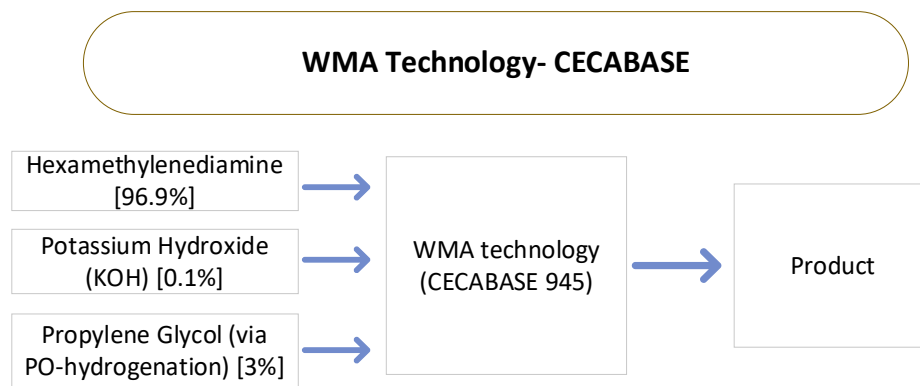 WMA Technology- CECABASE
Hexamethylenediamine
[96.9%]
Potassium Hydroxide
(KOH) [0.1%]
Propylene Glycol (via
PO-hydrogenation) [3%]
WMA technology
(CECABASE 945)
Product